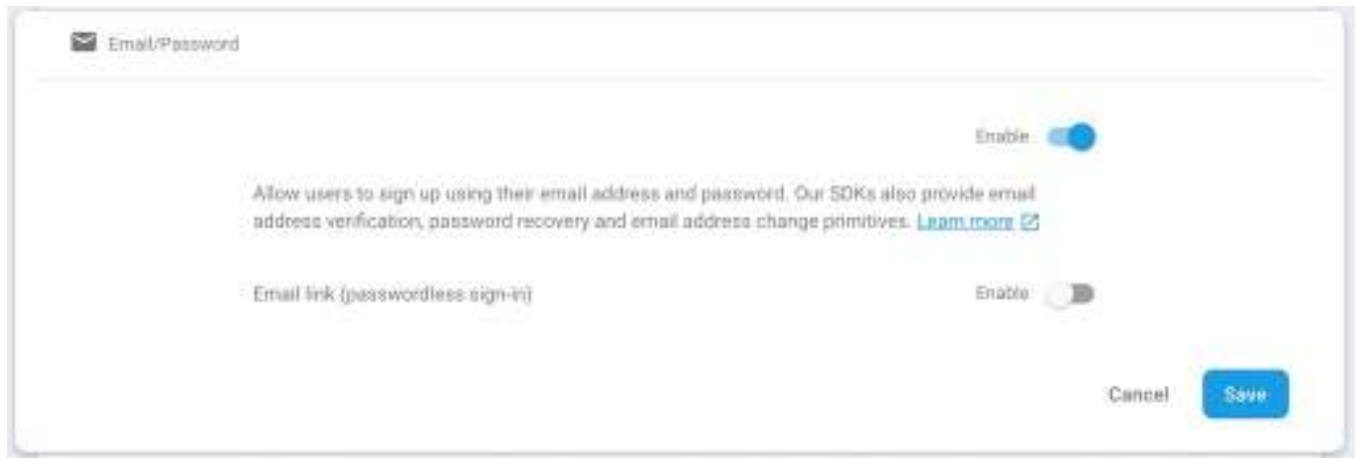 Email/Password
Enable
Allow users to sign up using their email address and password. Our SDKs also provide email
address verification, password recovery and email address change primitives. Learn more
Email link (passwordless sign-in)
Enable
Cancel
Save